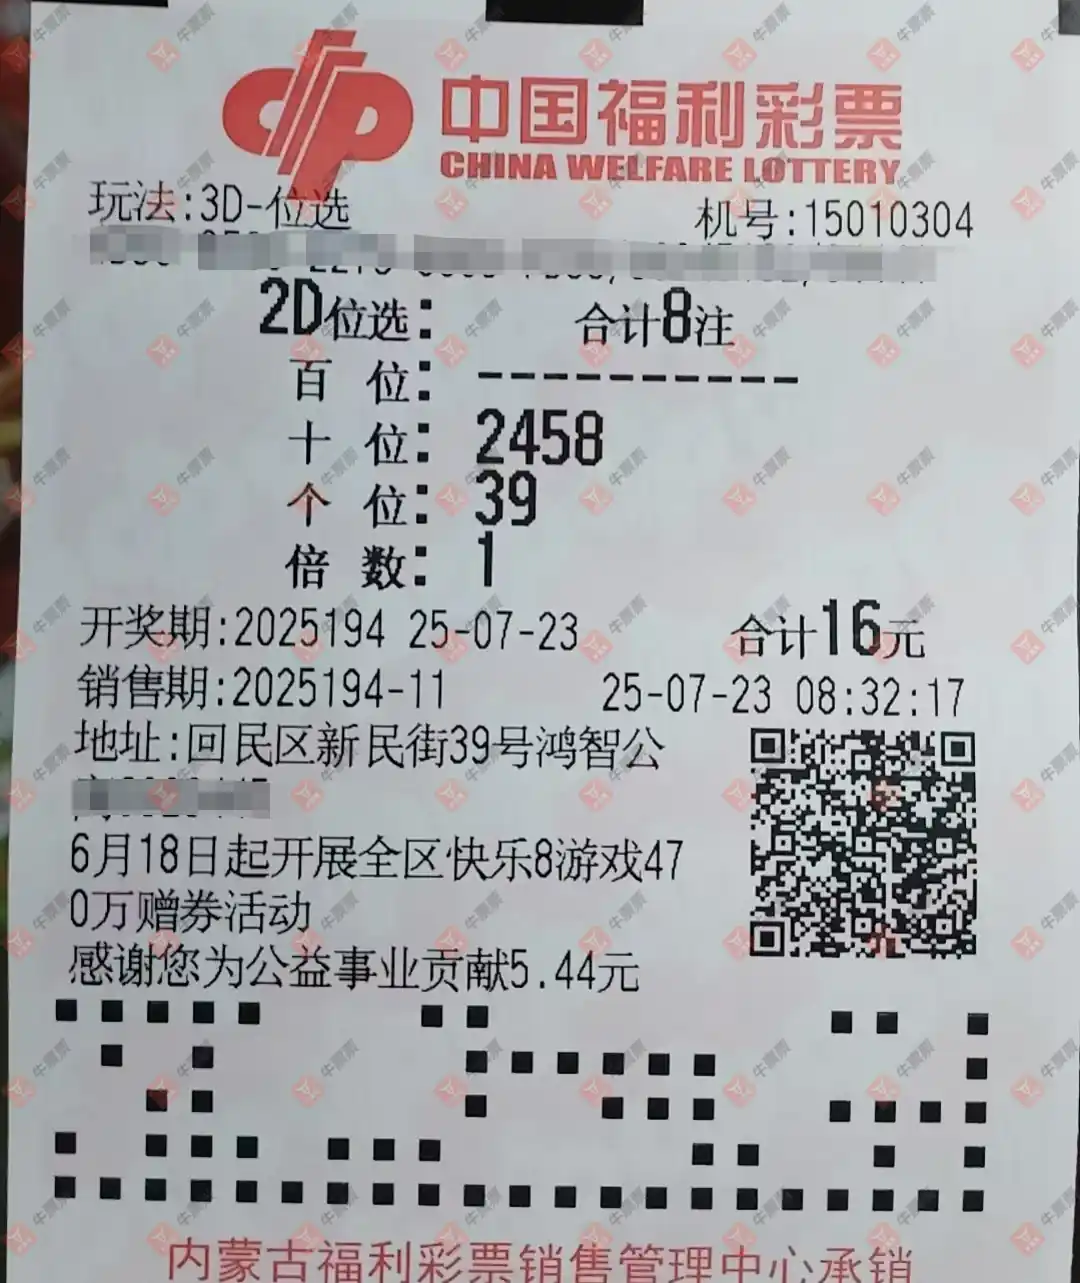 中国福利彩票
CHINA WELFARE LOTTERY
玩法:3D-位选 机号:15010304
2D位选: 合计8注
百 位: ----------
十 位: 2458
个 位: 39
倍 数: 1
开奖期:2025194 25-07-23 合计16元
销售期:2025194-11 25-07-23 08:32:17
地址:回民区新民街39号鸿智公
6月18日起开展全区快乐8游戏47
0万赠券活动
感谢您为公益事业贡献5.44元
内蒙古福利彩票销售管理中心承销
牛票票